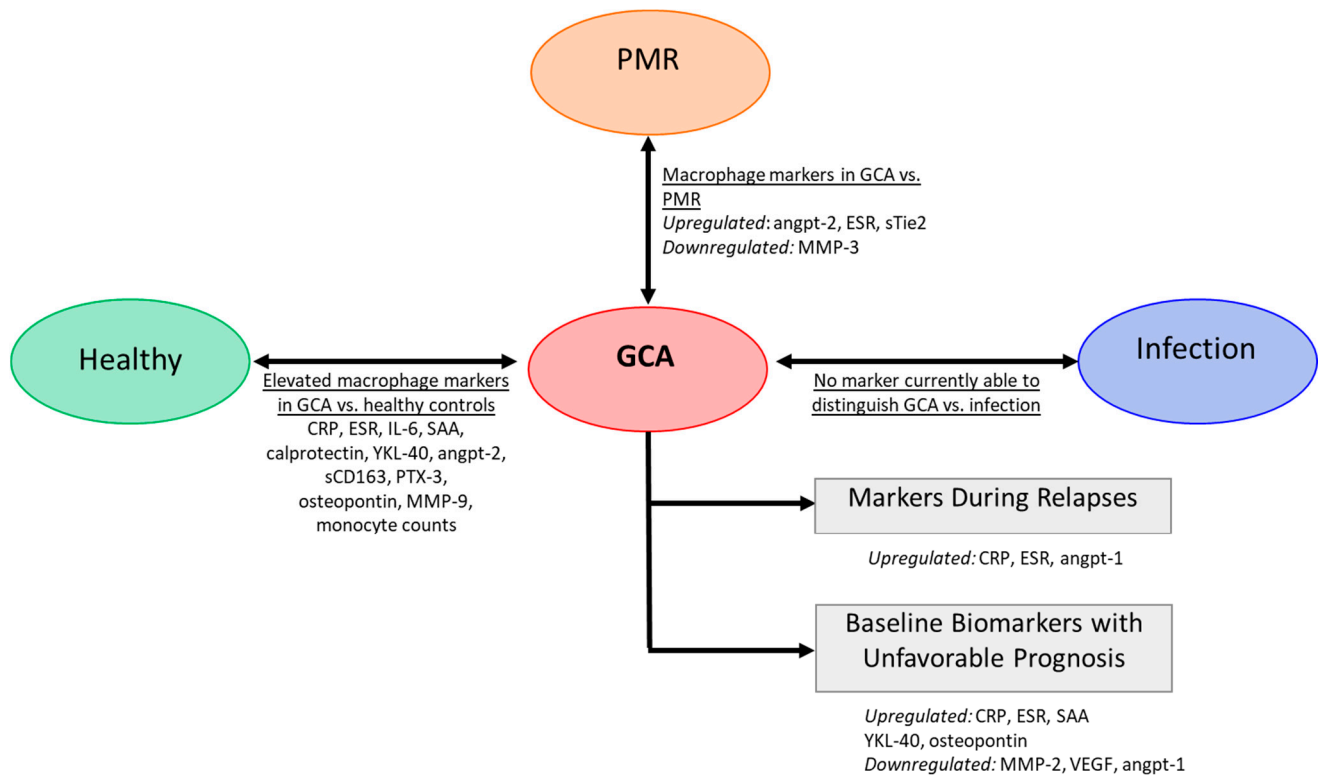 PMR
Macrophage markers in GCA vs.
PMR
Upregulated: angpt-2, ESR, sTie2
Downregulated: MMP-3
Healthy
Elevated macrophage markers
in GCA vs. healthy controls
CRP, ESR, IL-6, SAA,
calprotectin, YKL-40, angpt-2,
sCD163, PTX-3,
osteopontin, MMP-9,
monocyte counts
GCA
No marker currently able to
distinguish GCA vs. infection
Infection
Markers During Relapses
Upregulated: CRP, ESR, angpt-1
Baseline Biomarkers with
Unfavorable Prognosis
Upregulated: CRP, ESR, SAA
YKL-40, osteopontin
Downregulated: MMP-2, VEGF, angpt-1